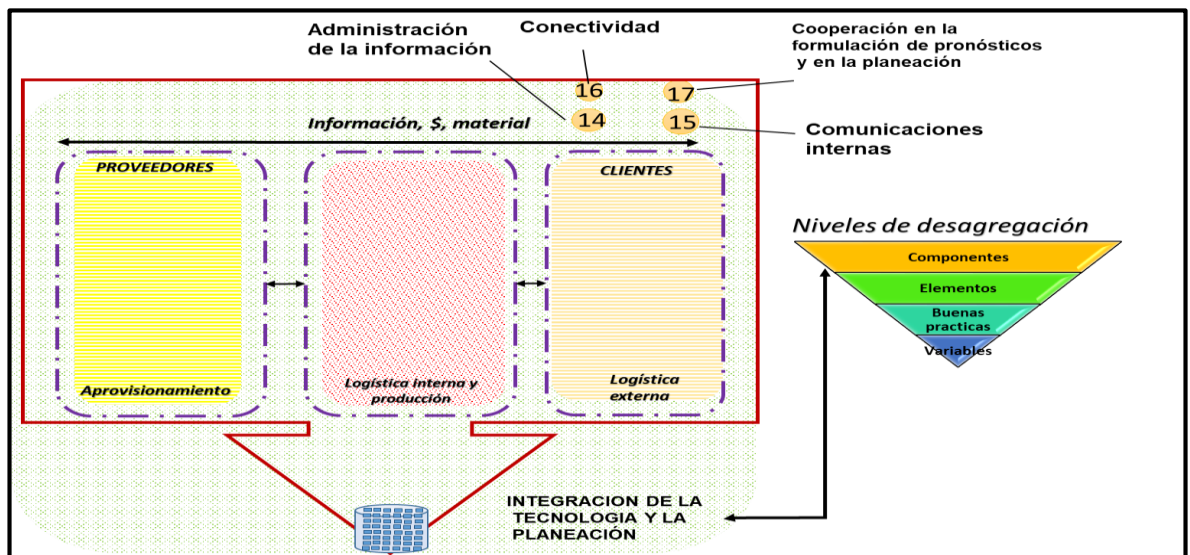 Administración
de la información
Conectividad
Cooperación en la
formulación de pronósticos
y en la planeación
16
17
14
15
Información, $, material
Comunicaciones
internas
PROVEEDORES
CLIENTES
Aprovisionamiento
Logística interna y
producción
Logística
externa
Niveles de desagregación
Componentes
Elementos
Buenas
practicas
Variables
INTEGRACION DE LA
TECNOLOGIA Y LA
PLANEACIÓN